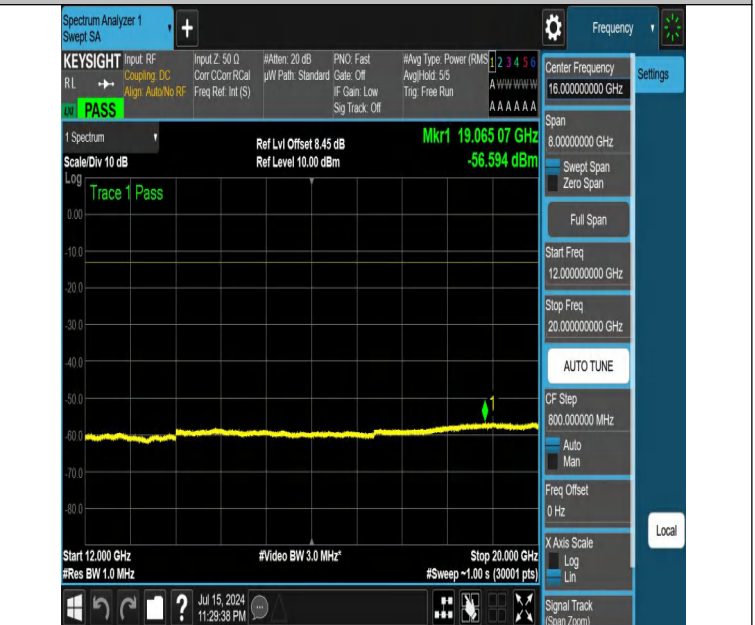 Spectrum Analyzer 1
Swept SA
Frequency
KEYSIGHT
RL
PASS
Input: RF
Coupling: DC
Align: Auto/No RF
Input Z: 50 Ω
Corr CCorr RCal
Freq Ref: Int (S)
#Atten: 20 dB
µW Path: Standard
PNO: Fast
Gate: Off
IF Gain: Low
Sig Track: Off
#Avg Type: Power (RMS
Avg|Hold: 5/5
Trig: Free Run
1 2 3 4 5 6
A W W W W W
A A A A A A
1 Spectrum
Scale/Div 10 dB
Ref Lvl Offset 8.45 dB
Ref Level 10.00 dBm
Mkr1 19.065 07 GHz
-56.594 dBm
Log
Trace 1 Pass
0.00
-10.0
-20.0
-30.0
-40.0
-50.0
-60.0
-70.0
-80.0
1
Start 12.000 GHz
#Res BW 1.0 MHz
#Video BW 3.0 MHz*
Stop 20.000 GHz
#Sweep ~1.00 s (30001 pts)
Jul 15, 2024
11:29:38 PM
Center Frequency
16.000000000 GHz
Settings
Span
8.00000000 GHz
Swept Span
Zero Span
Full Span
Start Freq
12.000000000 GHz
Stop Freq
20.000000000 GHz
AUTO TUNE
CF Step
800.000000 MHz
Auto
Man
Freq Offset
0 Hz
X Axis Scale
Log
Lin
Local
Signal Track
(Span Zoom)